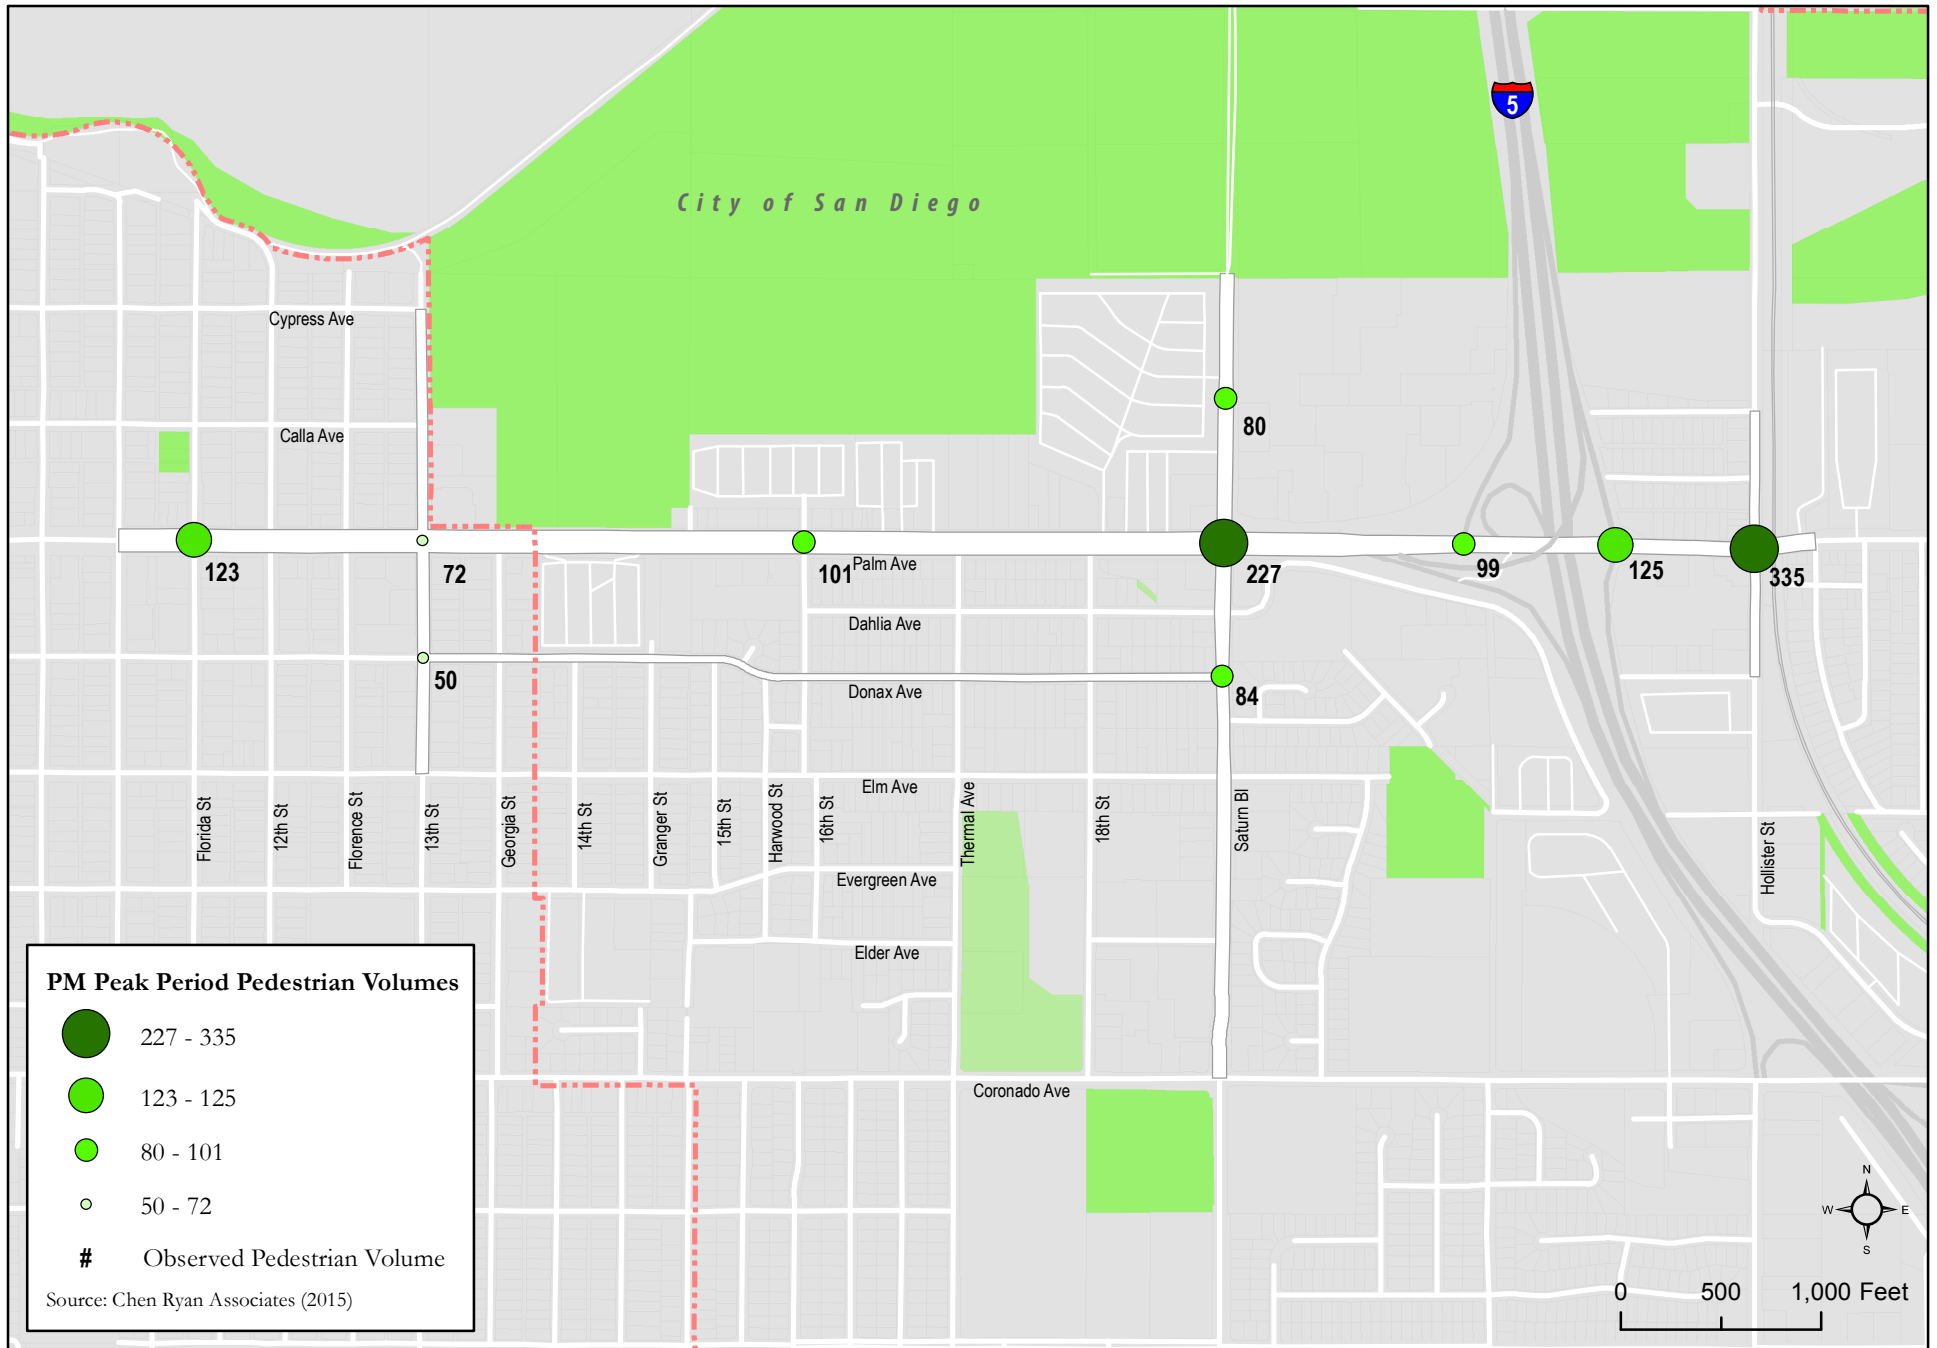 5
City of San Diego
Cypress Ave
80
Calla Ave
123
72
101
Palm Ave
227
99
125
335
Dahlia Ave
50
Donax Ave
84
Elm Ave
Florida St
12th St
Florence St
13th St
Georgia St
14th St
Granger St
15th St
Harwood St
16th St
Thermal Ave
18th St
Saturn Bl
Hollister St
Evergreen Ave
Elder Ave
Coronado Ave
PM Peak Period Pedestrian Volumes
227 - 335
123 - 125
80 - 101
50 - 72
# Observed Pedestrian Volume
Source: Chen Ryan Associates (2015)
N
W E
S
0 500 1,000 Feet